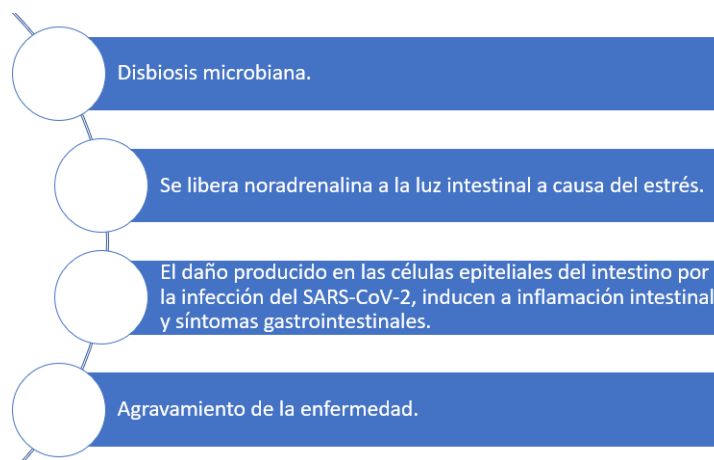 Disbiosis microbiana.
Se libera noradrenalina a la luz intestinal a causa del estrés.
El daño producido en las células epiteliales del intestino por
la infección del SARS-CoV-2, inducen a inflamación intestinal
y síntomas gastrointestinales.
Agravamiento de la enfermedad.